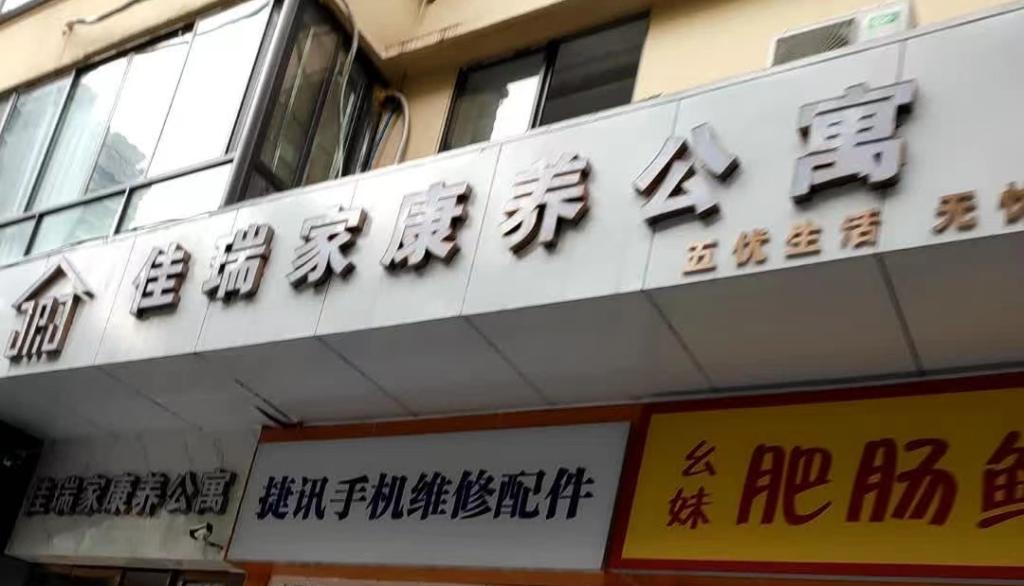 佳瑞家康养公寓
五优生活 无忧
佳瑞家康养公寓
捷讯手机维修配件
幺妹
肥肠